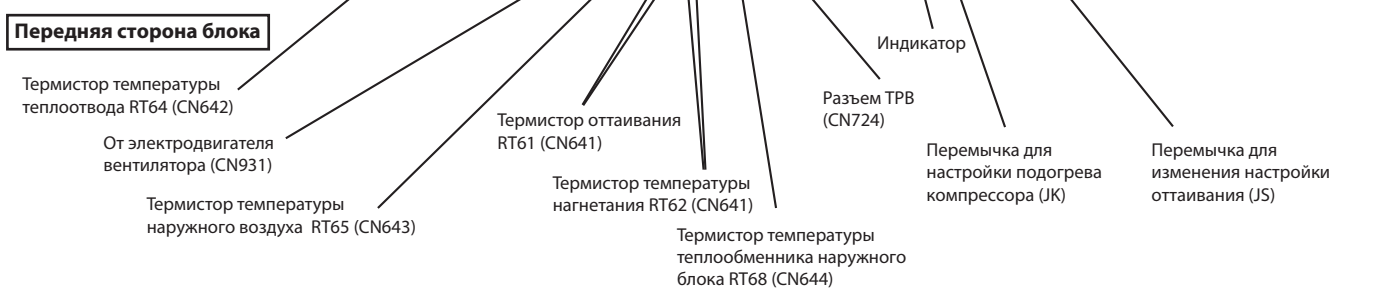 Передняя сторона блока
Индикатор
Термистор температуры
теплоотвода RT64 (CN642)
Разъем ТРВ
(CN724)
Термистор оттаивания
RT61 (CN641)
От электродвигателя
вентилятора (CN931)
Перемычка для
настройки подогрева
компрессора (JK)
Перемычка для
изменения настройки
оттаивания (JS)
Термистор температуры
нагнетания RT62 (CN641)
Термистор температуры
наружного воздуха RT65 (CN643)
Термистор температуры
теплообменника наружного
блока RT68 (CN644)